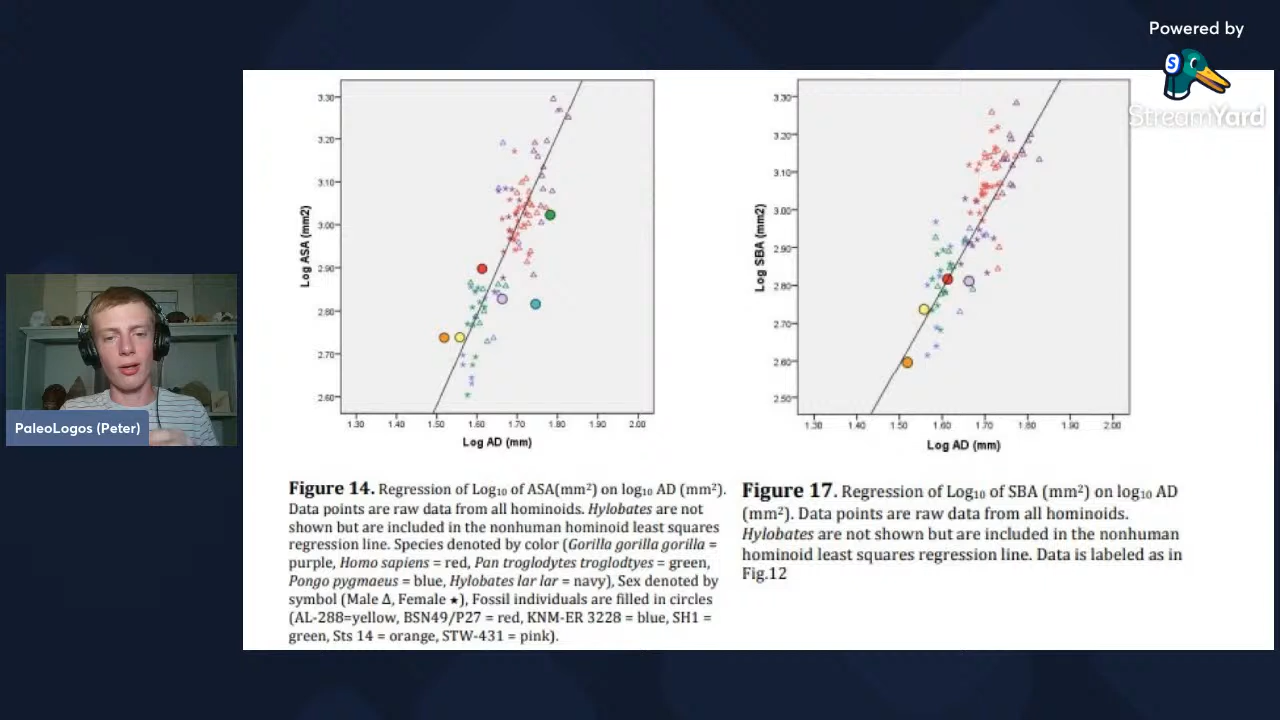 Powered by
S
StreamYard
3.30
3.20
3.10
3.00
2.90
2.80
2.70
2.60
Log ASA (mm2)
1.30 1.40 1.50 1.60 1.70 1.80 1.90 2.00
Log AD (mm)
3.30
3.20
3.10
3.00
2.90
2.80
2.70
2.60
2.50
Log SBA (mm2)
1.30 1.40 1.50 1.60 1.70 1.80 1.90 2.00
Log AD (mm)
PaleoLogos (Peter)
Figure 14. Regression of Log₁₀ of ASA(mm²) on log₁₀ AD (mm²).
Data points are raw data from all hominoids. Hylobates are not
shown but are included in the nonhuman hominoid least squares
regression line. Species denoted by color (Gorilla gorilla gorilla =
purple, Homo sapiens = red, Pan troglodytes troglodtyes = green,
Pongo pygmaeus = blue, Hylobates lar lar = navy), Sex denoted by
symbol (Male Δ, Female ★), Fossil individuals are filled in circles
(AL-288=yellow, BSN49/P27 = red, KNM-ER 3228 = blue, SH1 =
green, Sts 14 = orange, STW-431 = pink).
Figure 17. Regression of Log₁₀ of SBA (mm²) on log₁₀ AD
(mm²). Data points are raw data from all hominoids.
Hylobates are not shown but are included in the nonhuman
hominoid least squares regression line. Data is labeled as in
Fig.12